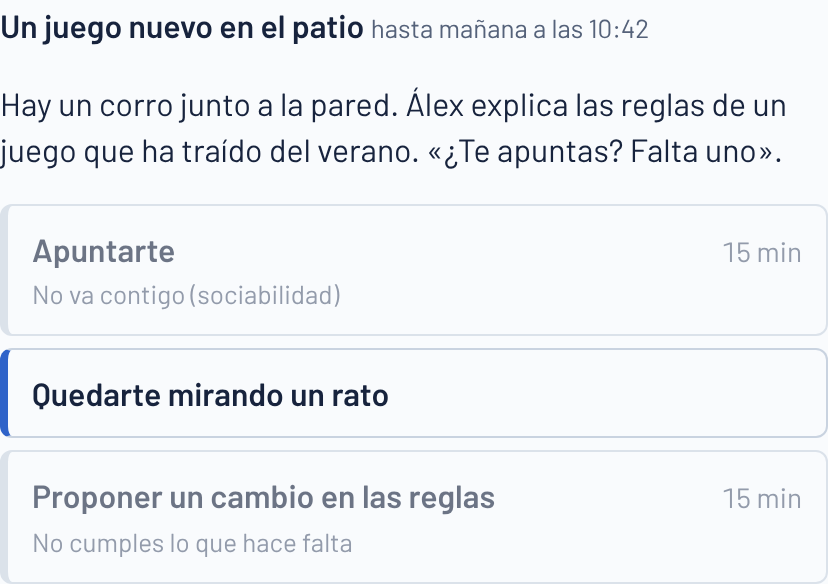 Un juego nuevo en el patio hasta mañana a las 10:42
Hay un corro junto a la pared. Álex explica las reglas de un
juego que ha traído del verano. «¿Te apuntas? Falta uno».
Apuntarte 15 min
No va contigo (sociabilidad)
Quedarte mirando un rato
Proponer un cambio en las reglas 15 min
No cumples lo que hace falta